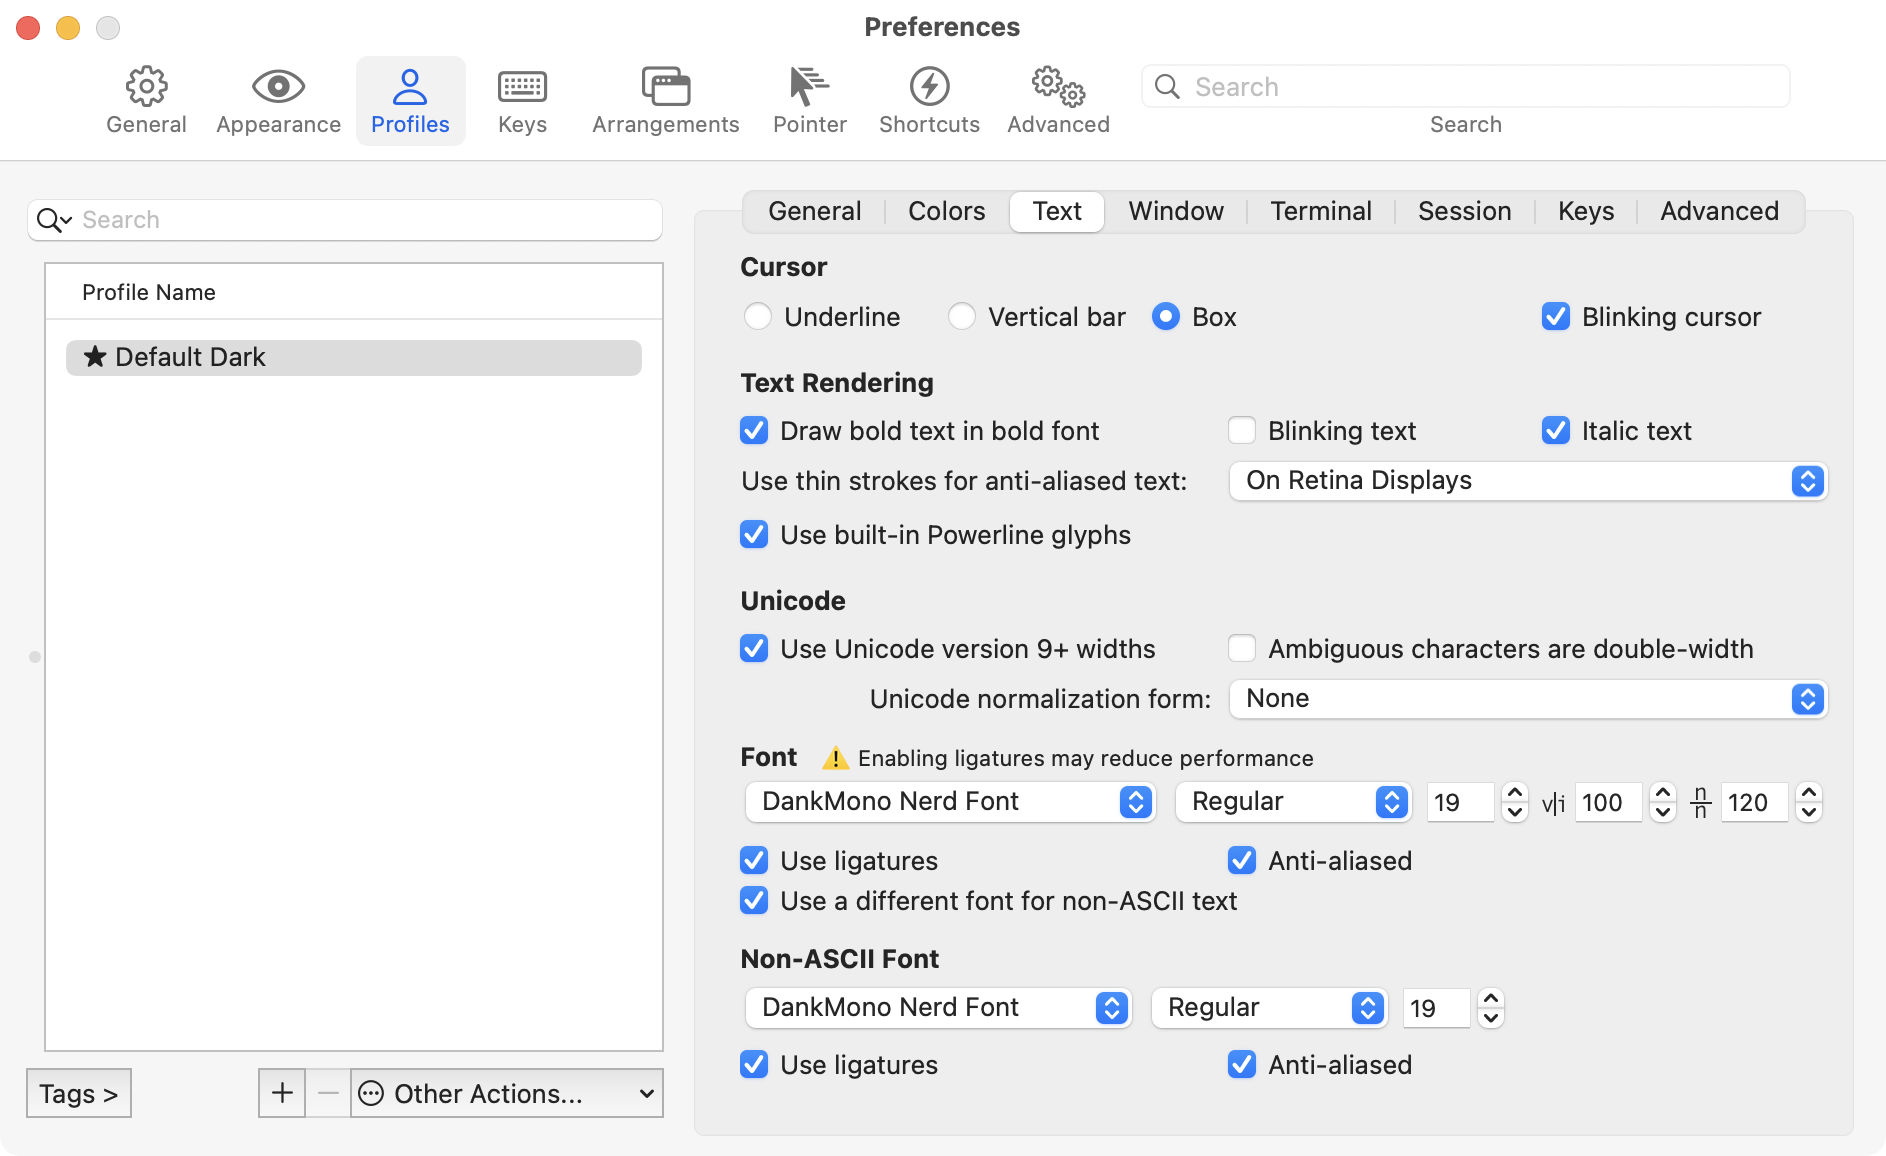 Preferences
General
Appearance
Profiles
Keys
Arrangements
Pointer
Shortcuts
Advanced
Search
Search
Search
Profile Name
★ Default Dark
Tags >
+
−
Other Actions...
General
Colors
Text
Window
Terminal
Session
Keys
Advanced
Cursor
Underline
Vertical bar
Box
Blinking cursor
Text Rendering
Draw bold text in bold font
Blinking text
Italic text
Use thin strokes for anti-aliased text:
On Retina Displays
Use built-in Powerline glyphs
Unicode
Use Unicode version 9+ widths
Ambiguous characters are double-width
Unicode normalization form:
None
Font
Enabling ligatures may reduce performance
DankMono Nerd Font
Regular
19
v|i
100
n
n
120
Use ligatures
Anti-aliased
Use a different font for non-ASCII text
Non-ASCII Font
DankMono Nerd Font
Regular
19
Use ligatures
Anti-aliased